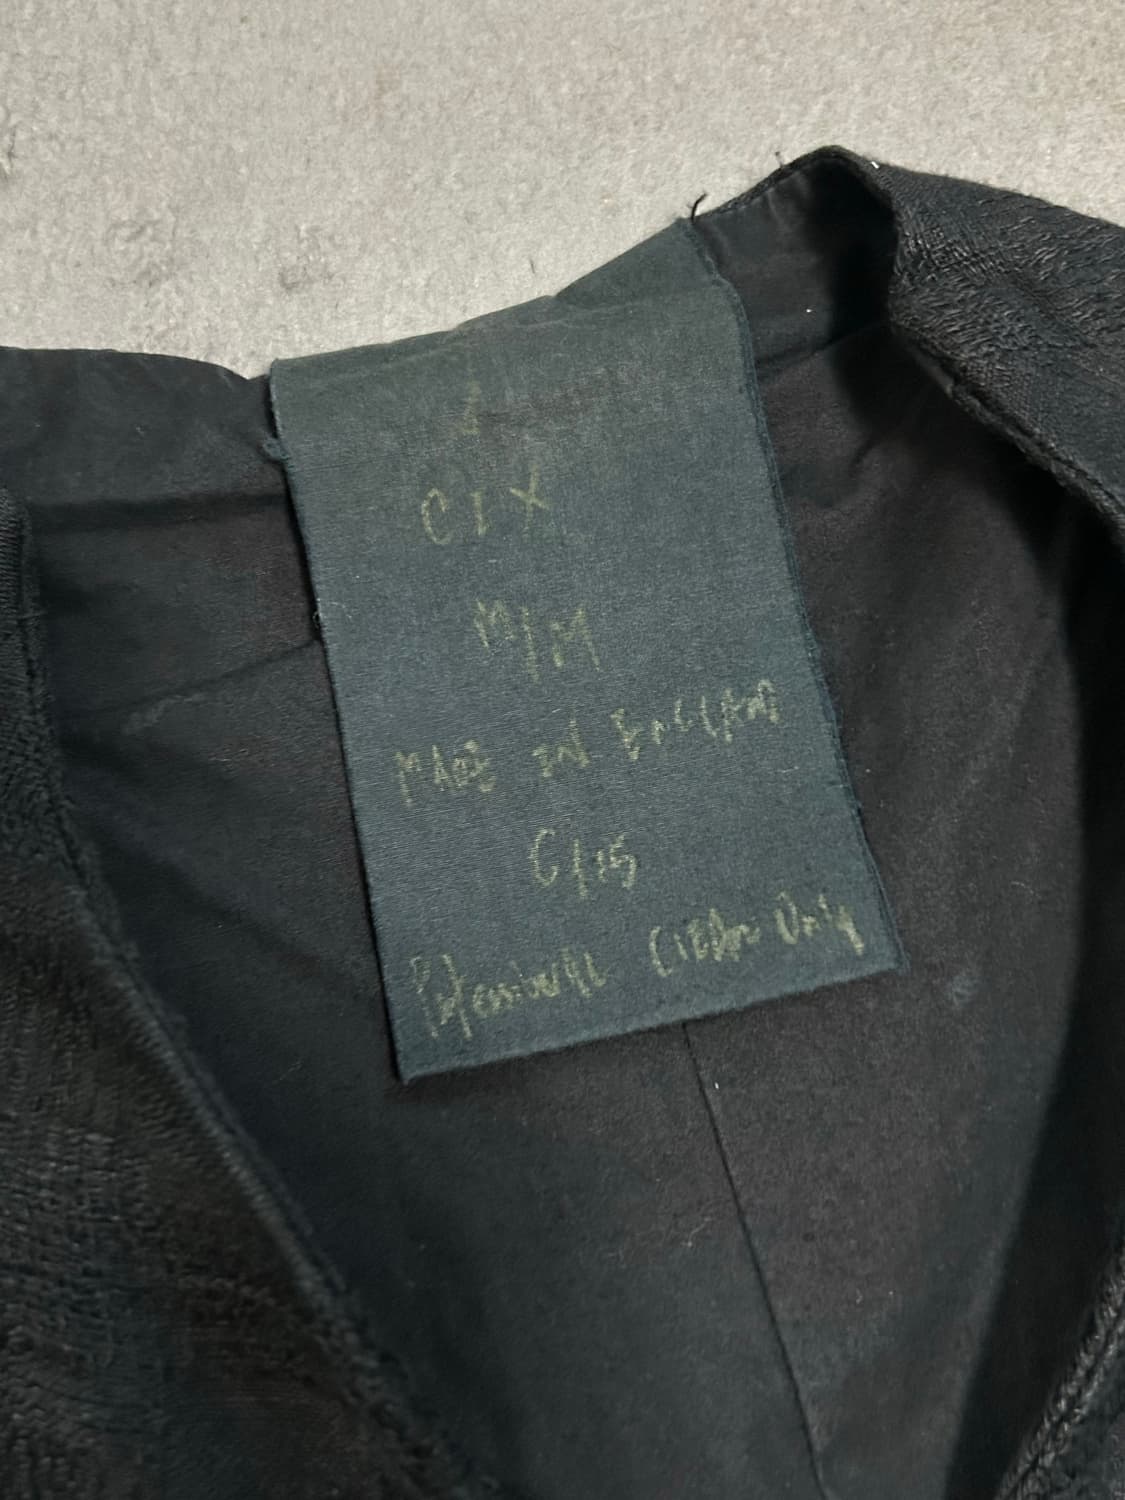 CIX
M/M
MADE IN ENGLAND
C/15
Professional CLEAN Only